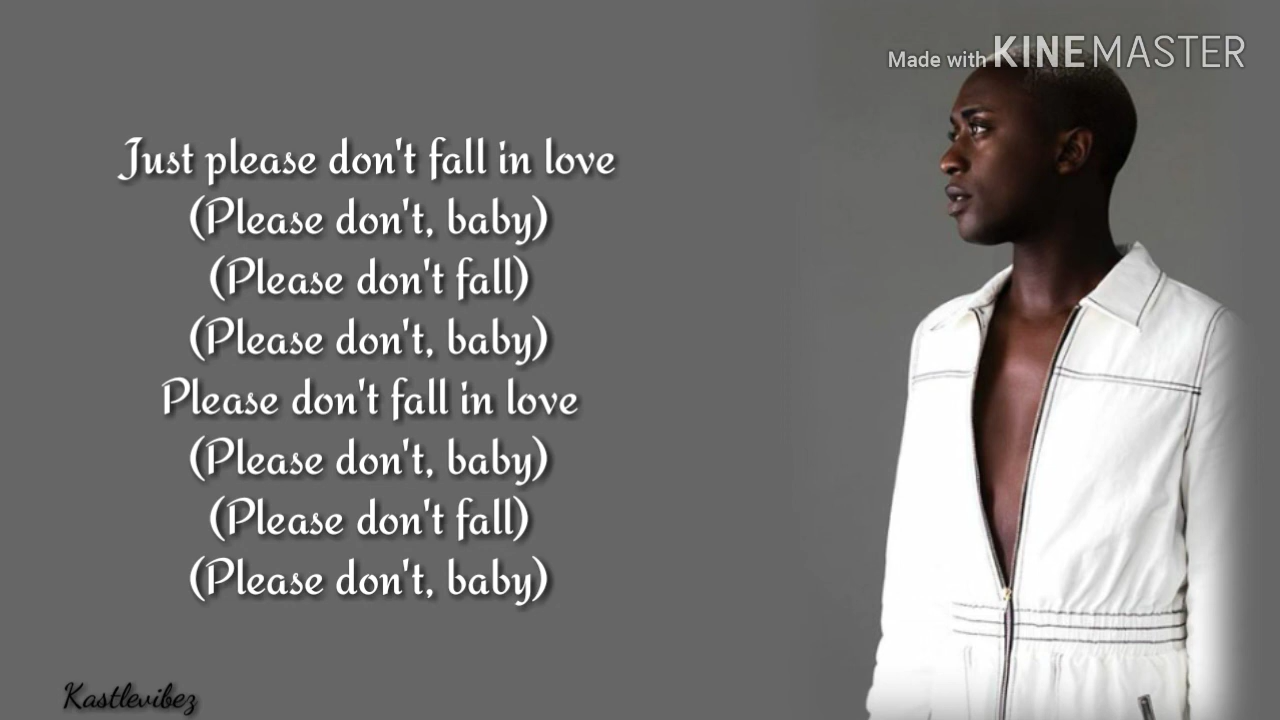 Made with KINEMASTER
Just please don't fall in love
(Please don't, baby)
(Please don't fall)
(Please don't, baby)
Please don't fall in love
(Please don't, baby)
(Please don't fall)
(Please don't, baby)
Kastlevibez